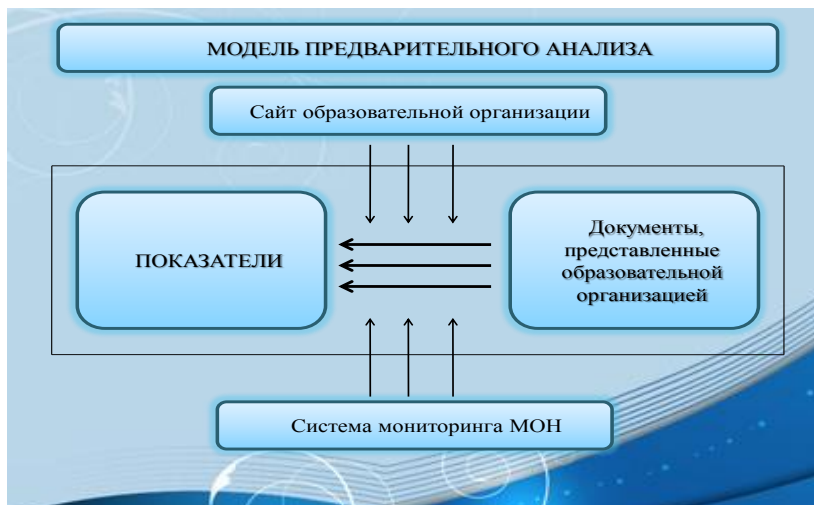 МОДЕЛЬ ПРЕДВАРИТЕЛЬНОГО АНАЛИЗА
Сайт образовательной организации
ПОКАЗАТЕЛИ
Документы,
представленные
образовательной
организацией
Система мониторинга МОН